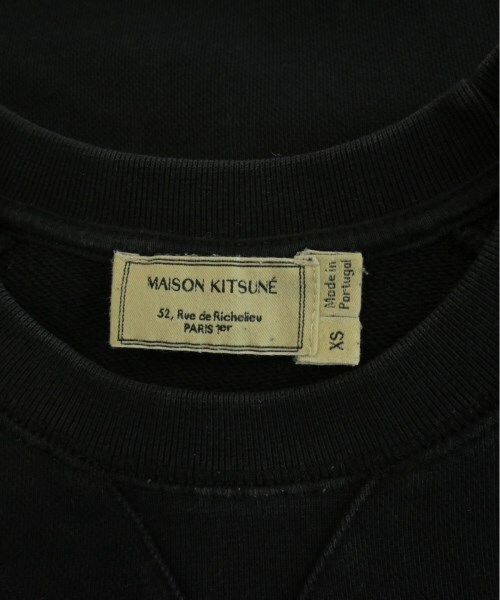 MAISON KITSUNÉ
52, Rue de Richelieu
PARIS 1er
Made in
Portugal
XS